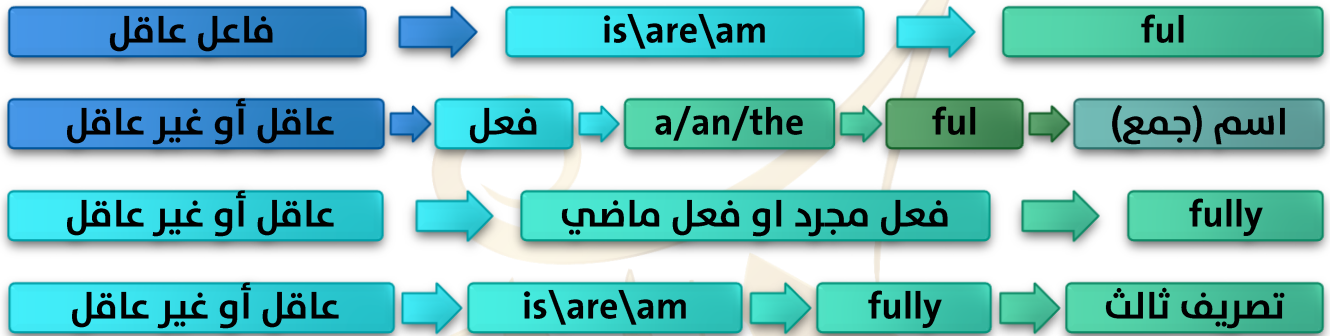 فاعل عاقل is\are\am ful
عاقل أو غير عاقل فعل a/an/the ful اسم (جمع)
عاقل أو غير عاقل فعل مجرد او فعل ماضي fully
عاقل أو غير عاقل is\are\am fully تصريف ثالث